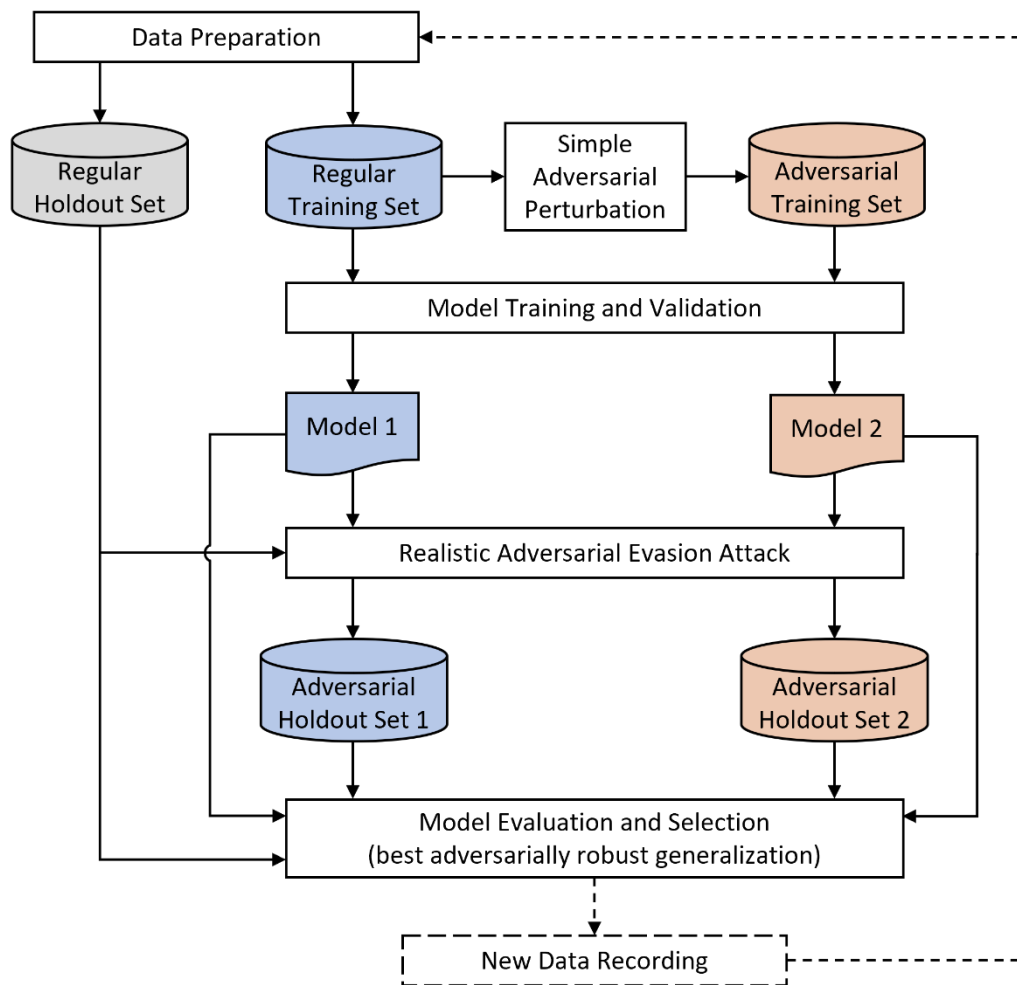 Data Preparation
Regular
Holdout Set
Regular
Training Set
Simple
Adversarial
Perturbation
Adversarial
Training Set
Model Training and Validation
Model 1
Model 2
Realistic Adversarial Evasion Attack
Adversarial
Holdout Set 1
Adversarial
Holdout Set 2
Model Evaluation and Selection
(best adversarially robust generalization)
New Data Recording